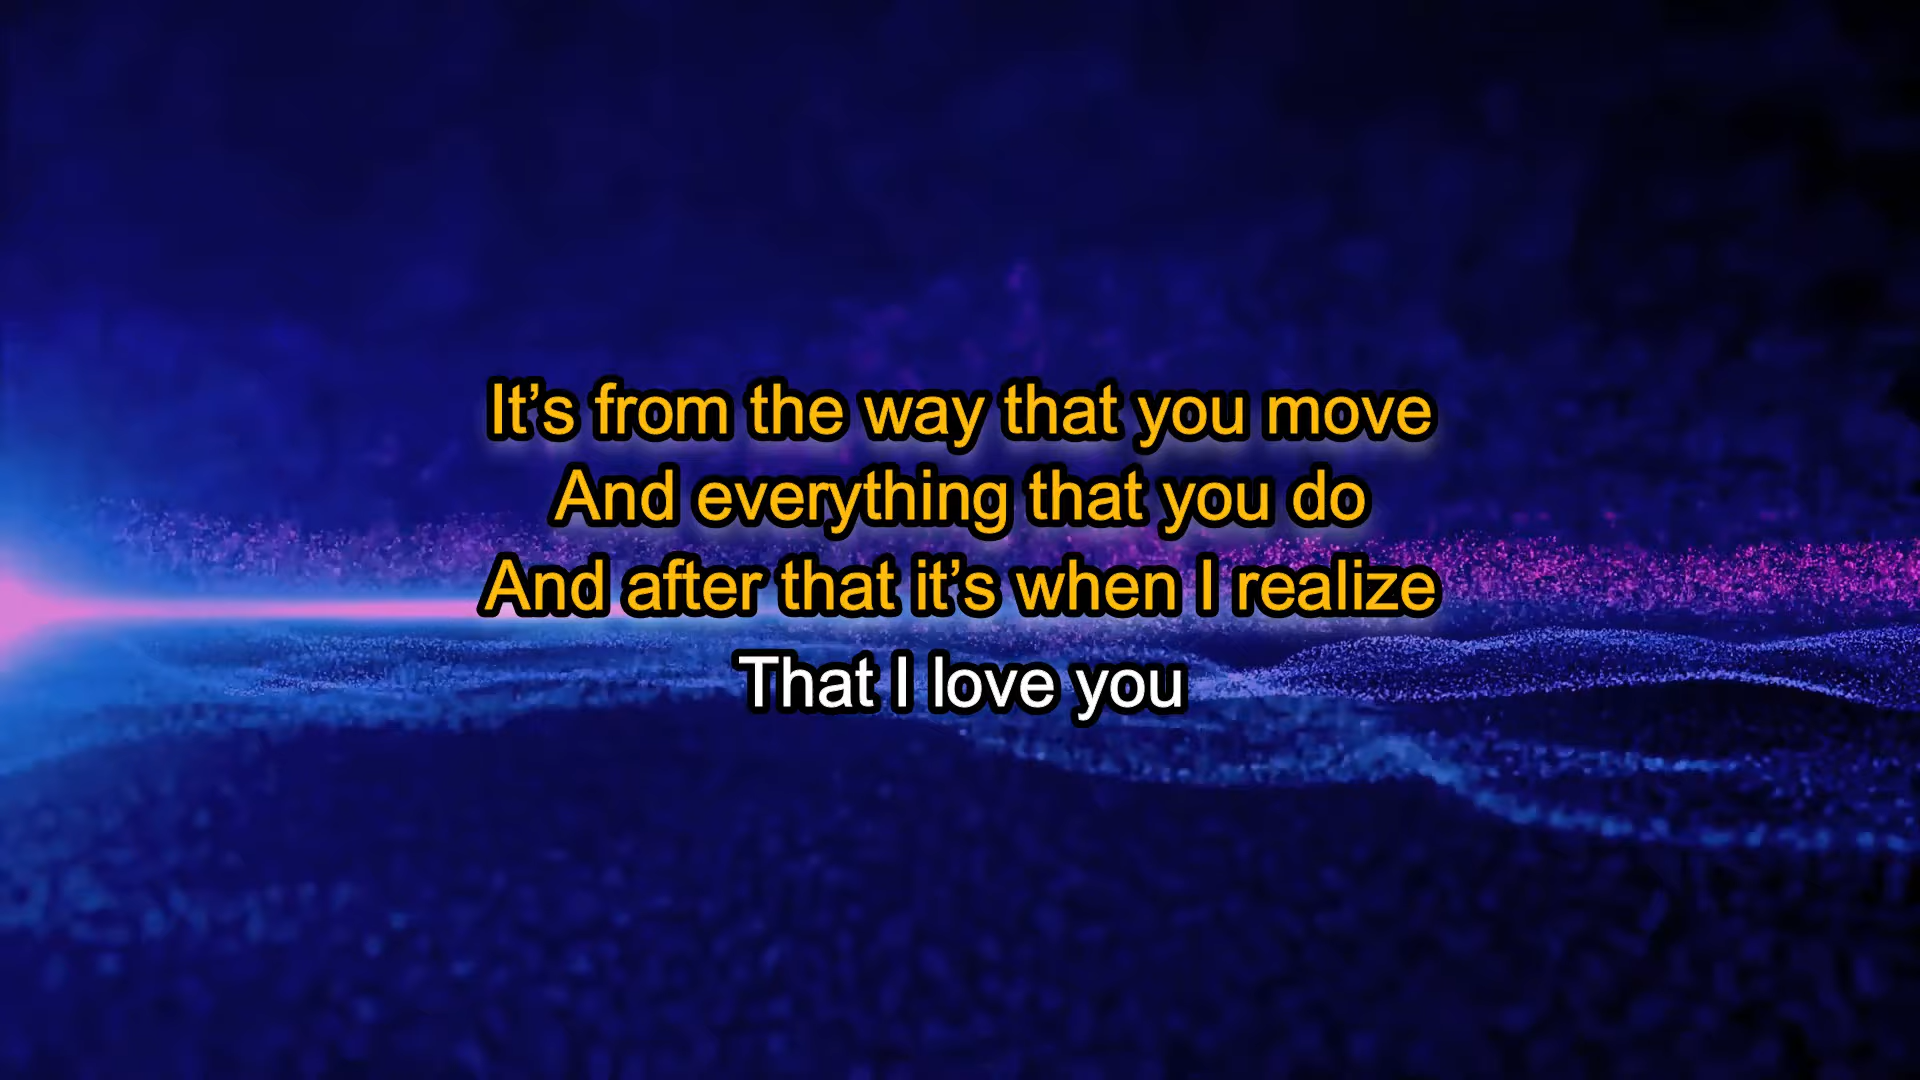 It’s from the way that you move
And everything that you do
And after that it’s when I realize
That I love you